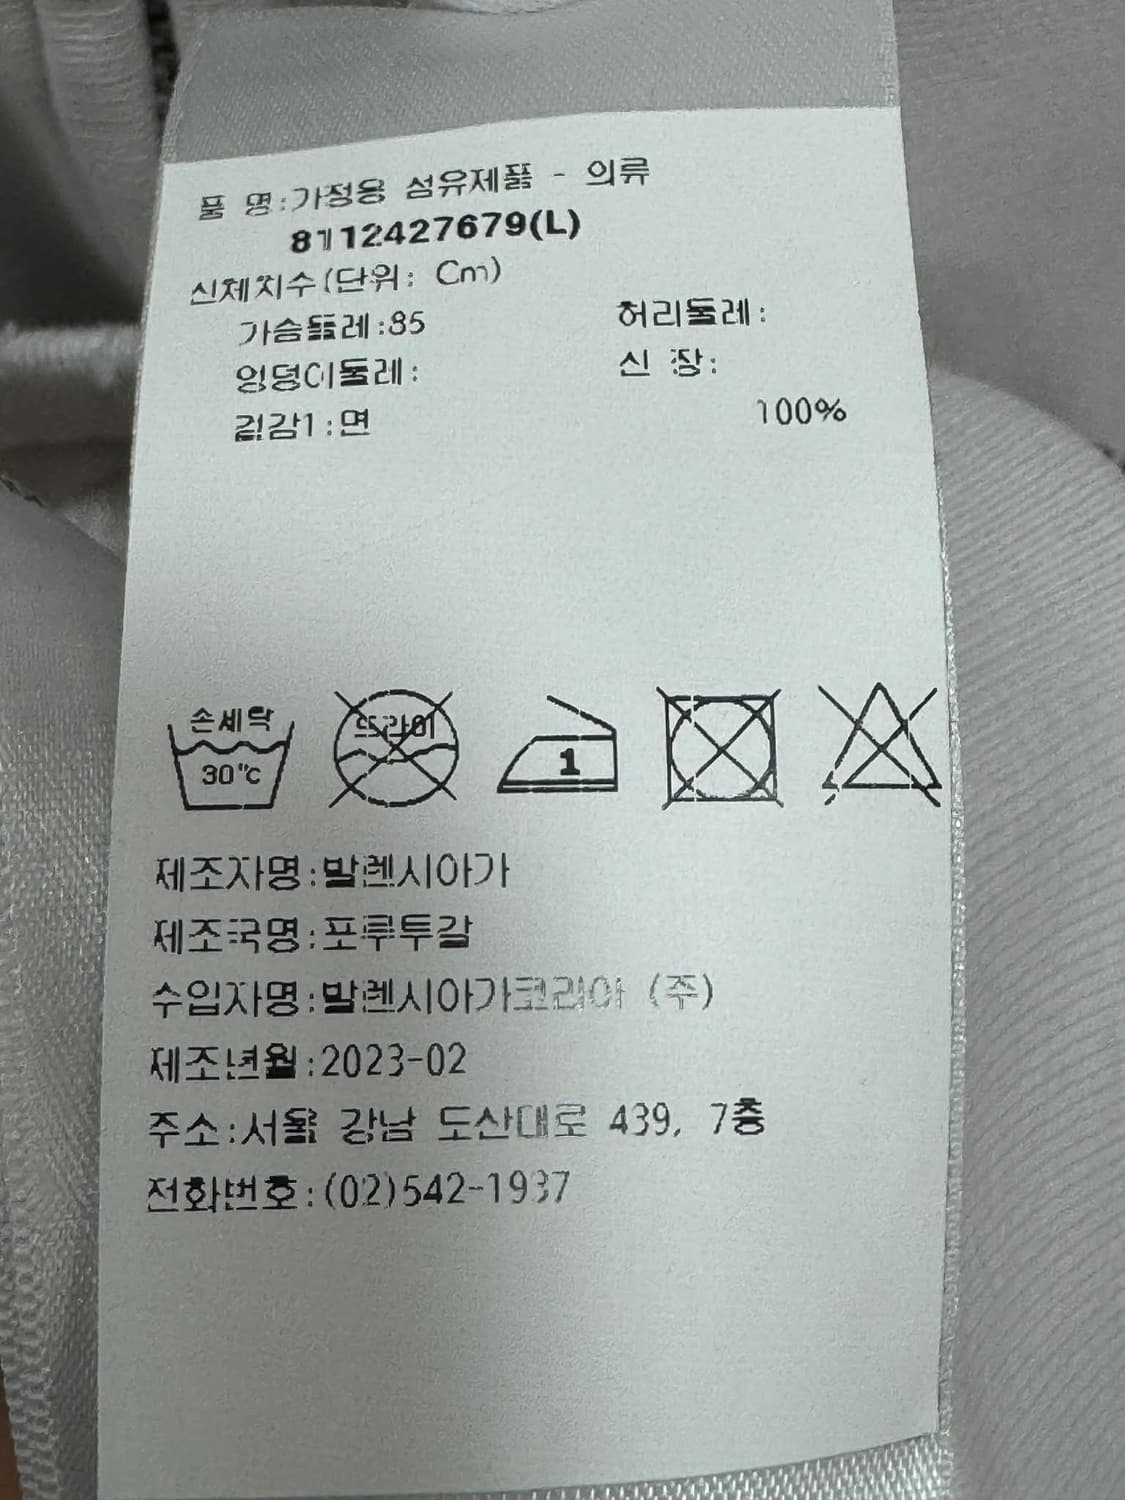 품 명:가정용 섬유제품 - 의류
8112427679(L)
신체치수(단위: Cm)
가슴둘레:85 허리둘레:
엉덩이둘레: 신 장:
겉감1:면 100%
손세탁 드라이
30°c 1
제조자명:발렌시아가
제조국명:포루투갈
수입자명:발렌시아가코리아 (주)
제조년월:2023-02
주소:서울 강남 도산대로 439, 7층
전화번호:(02)542-1937